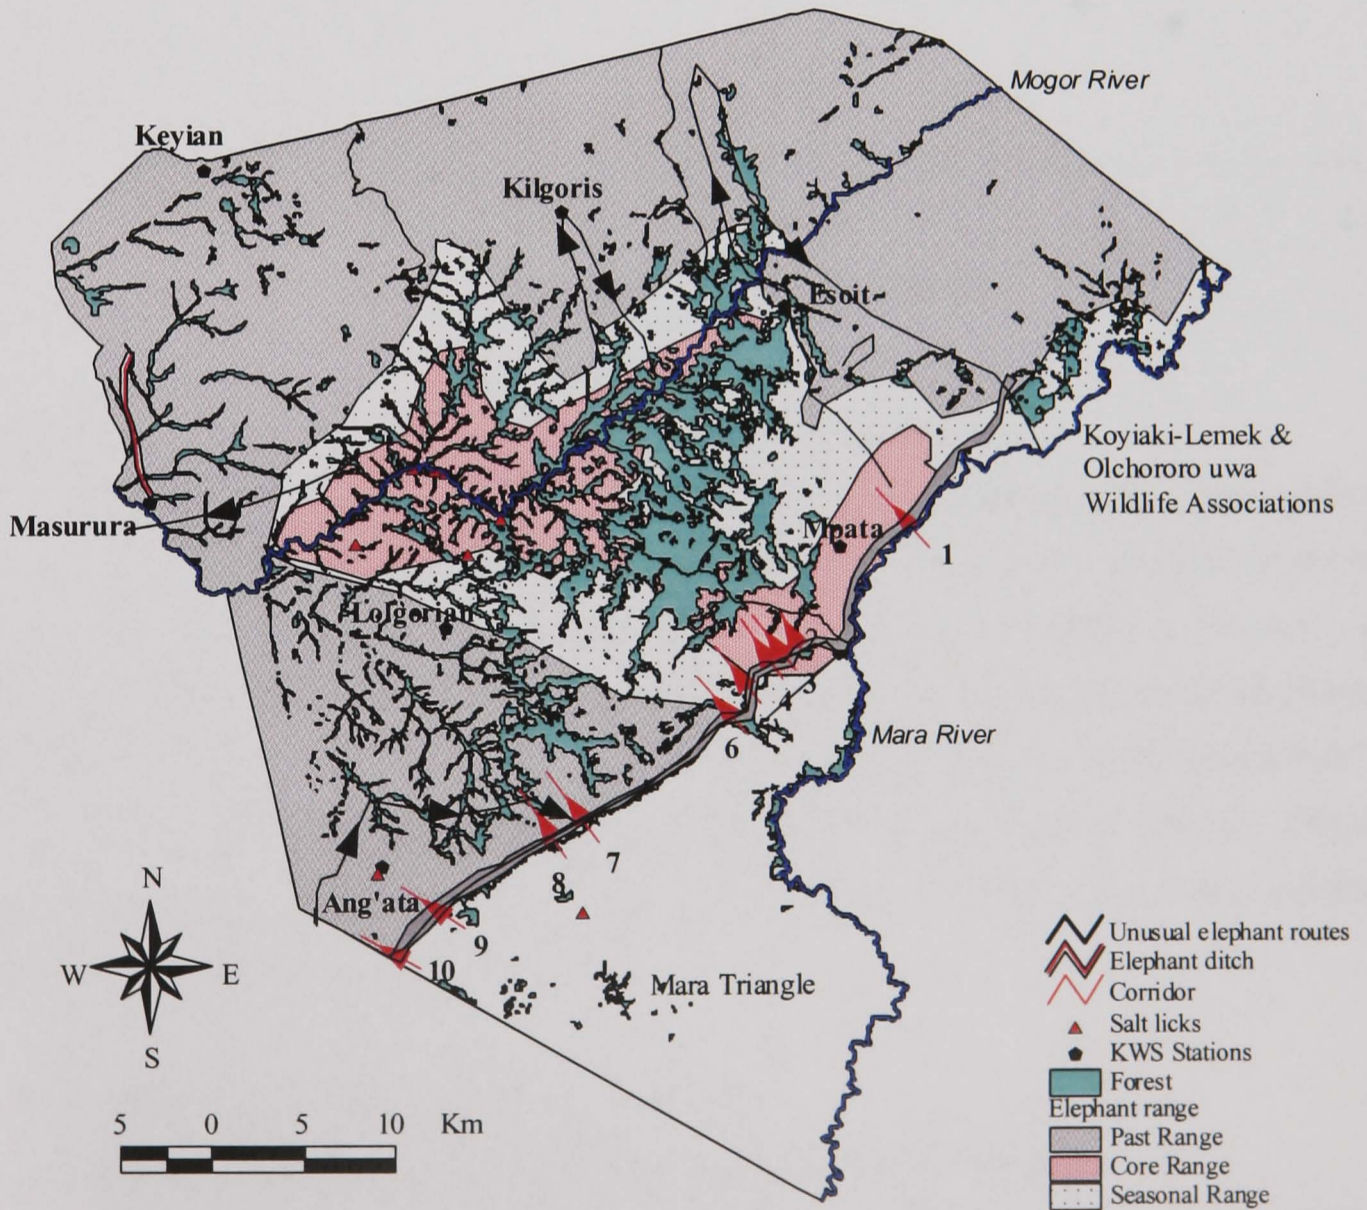 Mogor River
Keyian
Kilgoris
Esoit
Koyiaki-Lemek &
Olchororo uwa
Wildlife Associations
Masurura
Mpata
1
Lolgorian
3
6
Mara River
7
8
Ang'ata
9
10
Mara Triangle
N
W E
S
5 0 5 10 Km
Unusual elephant routes
Elephant ditch
Corridor
Salt licks
KWS Stations
Forest
Elephant range
Past Range
Core Range
Seasonal Range